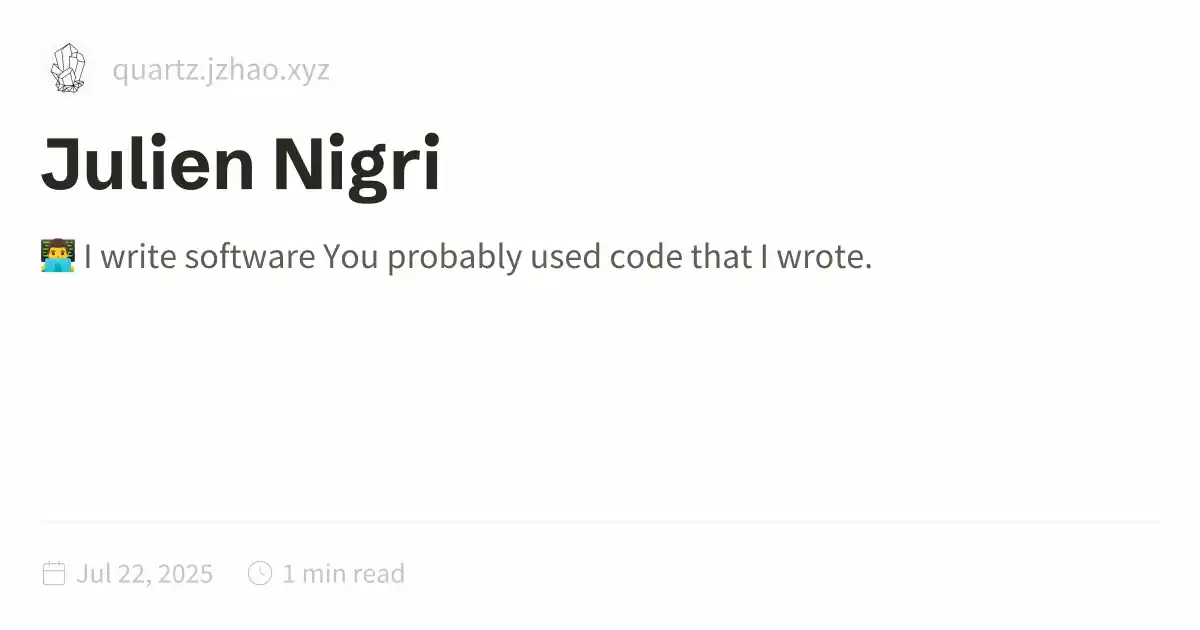 quartz.jzhao.xyz
Julien Nigri
👨‍💻 I write software You probably used code that I wrote.
Jul 22, 2025 1 min read